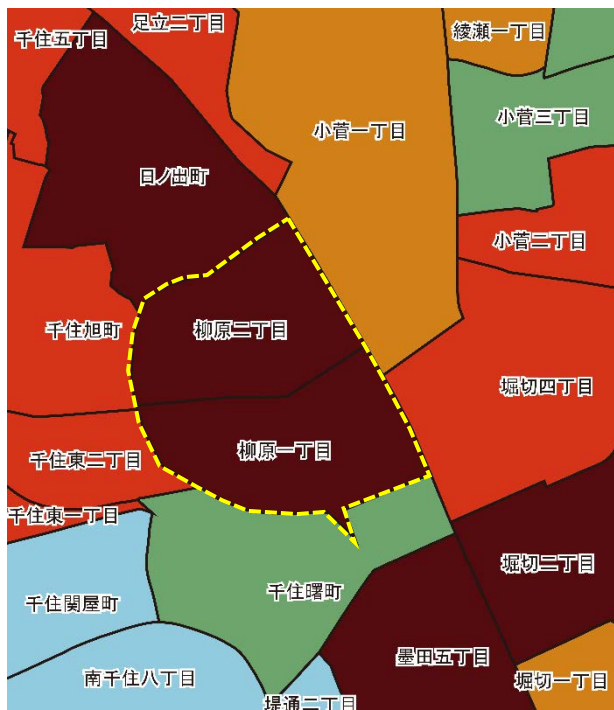 足立二丁目
綾瀬一丁目
千住五丁目
小菅三丁目
小菅一丁目
日ノ出町
小菅二丁目
千住旭町
柳原二丁目
堀切四丁目
柳原一丁目
千住東二丁目
千住東一丁目
堀切二丁目
千住曙町
千住関屋町
墨田五丁目
南千住八丁目
堀切一丁目
堤通二丁目